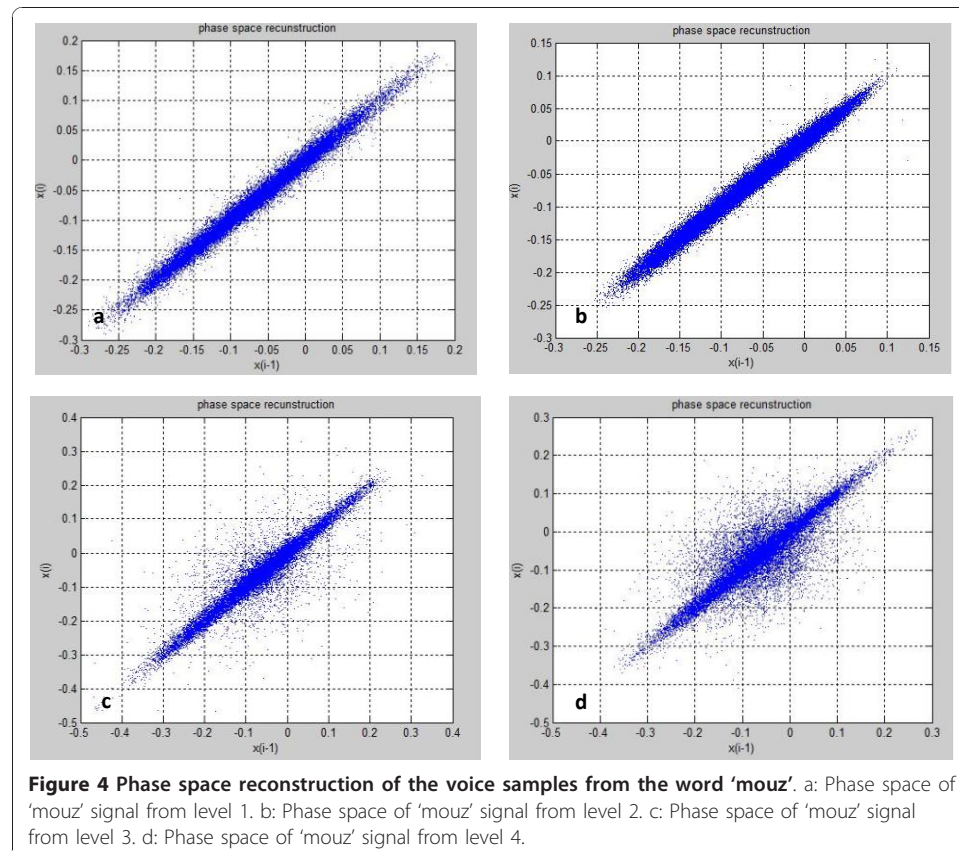 phase space recunstruction
0.2
0.15
0.1
0.05
0
-0.05
-0.1
-0.15
-0.2
-0.25
-0.3
x(i)
a
-0.3 -0.25 -0.2 -0.15 -0.1 -0.05 0 0.05 0.1 0.15 0.2
x(i-1)
phase space recunstruction
0.15
0.1
0.05
0
-0.05
-0.1
-0.15
-0.2
-0.25
-0.3
x(i)
b
-0.3 -0.25 -0.2 -0.15 -0.1 -0.05 0 0.05 0.1 0.15
x(i-1)
phase space recunstruction
0.4
0.3
0.2
0.1
0
-0.1
-0.2
-0.3
-0.4
-0.5
x(i)
c
-0.5 -0.4 -0.3 -0.2 -0.1 0 0.1 0.2 0.3 0.4
x(i-1)
phase space recunstruction
0.3
0.2
0.1
0
-0.1
-0.2
-0.3
-0.4
-0.5
x(i)
d
-0.5 -0.4 -0.3 -0.2 -0.1 0 0.1 0.2 0.3
x(i-1)
Figure 4 Phase space reconstruction of the voice samples from the word ‘mouz’. a: Phase space of
‘mouz’ signal from level 1. b: Phase space of ‘mouz’ signal from level 2. c: Phase space of ‘mouz’ signal
from level 3. d: Phase space of ‘mouz’ signal from level 4.